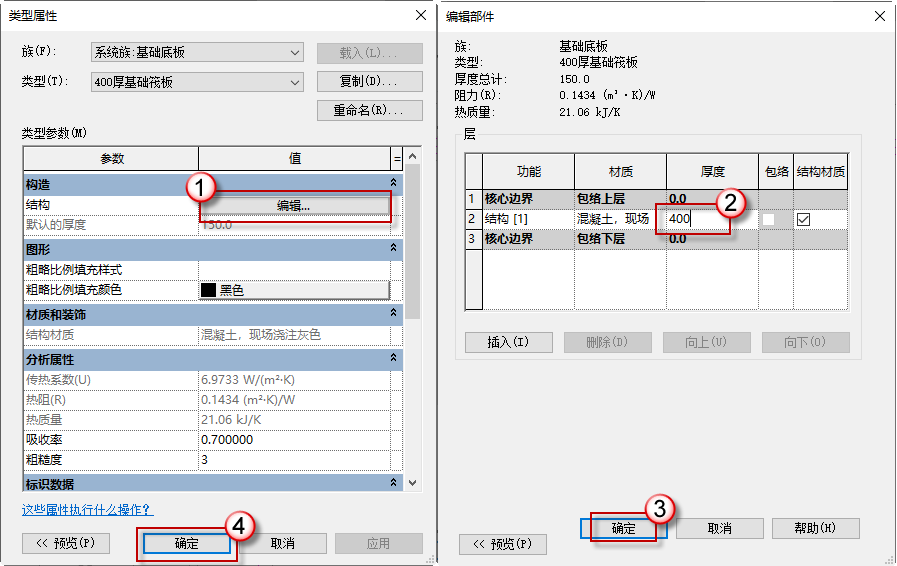 类型属性
族(F):
系统族:基础底板
载入(L)...
类型(T):
400厚基础筏板
复制(D)...
重命名(R)...
类型参数(M)
参数 值 =
构造
①
结构 编辑...
默认的厚度 150.0
图形
粗略比例填充样式
粗略比例填充颜色 黑色
材质和装饰
结构材质 混凝土，现场浇注灰色
分析属性
传热系数(U) 6.9733 W/(m²·K)
热阻(R) 0.1434 (m²·K)/W
热质量 21.06 kJ/K
吸收率 0.700000
粗糙度 3
标识数据
这些属性执行什么操作?
④
<< 预览(P) 确定 取消 应用
编辑部件
族: 基础底板
类型: 400厚基础筏板
厚度总计: 150.0
阻力(R): 0.1434 (m²·K)/W
热质量: 21.06 kJ/K
层
功能 材质 厚度 包络 结构材质
1 核心边界 包络上层 0.0
②
2 结构 [1] 混凝土，现场 400
3 核心边界 包络下层 0.0
插入(I) 删除(D) 向上(U) 向下(O)
③
确定 取消 帮助(H)
<< 预览(P)